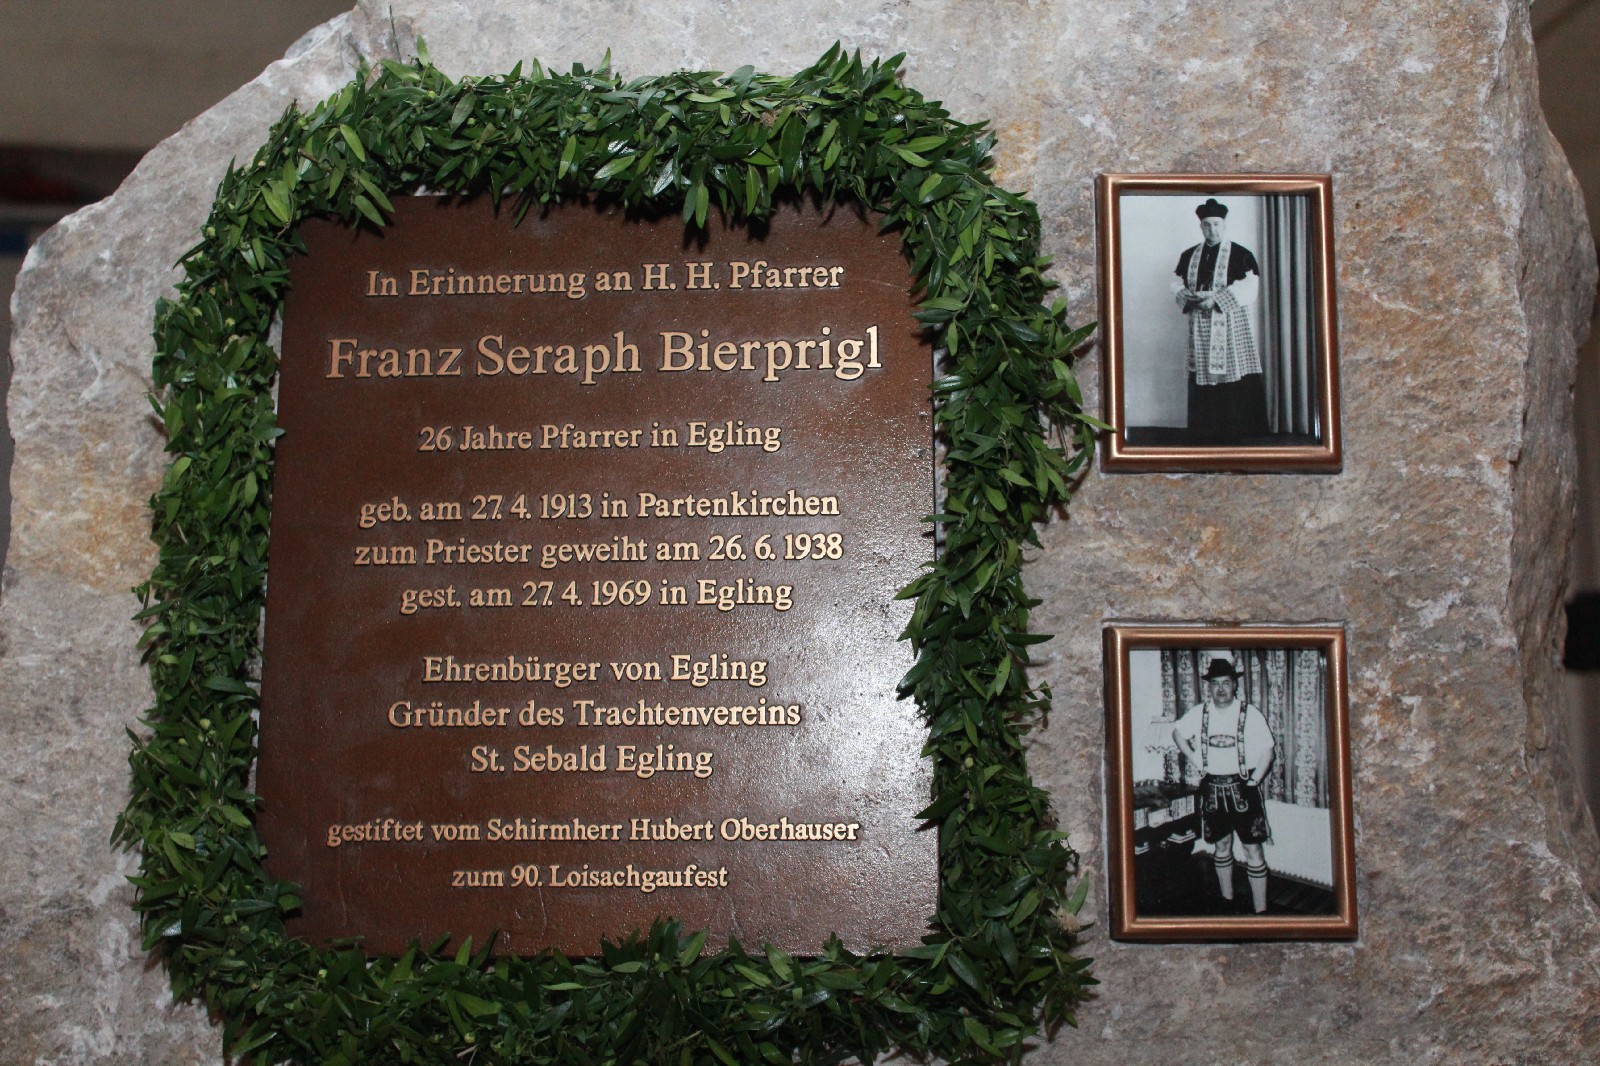 In Erinnerung an H. H. Pfarrer
Franz Seraph Bierprigl
26 Jahre Pfarrer in Egling
geb. am 27. 4. 1913 in Partenkirchen
zum Priester geweiht am 26. 6. 1938
gest. am 27. 4. 1969 in Egling
Ehrenbürger von Egling
Gründer des Trachtenvereins
St. Sebald Egling
gestiftet vom Schirmherr Hubert Oberhauser
zum 90. Loisachgaufest